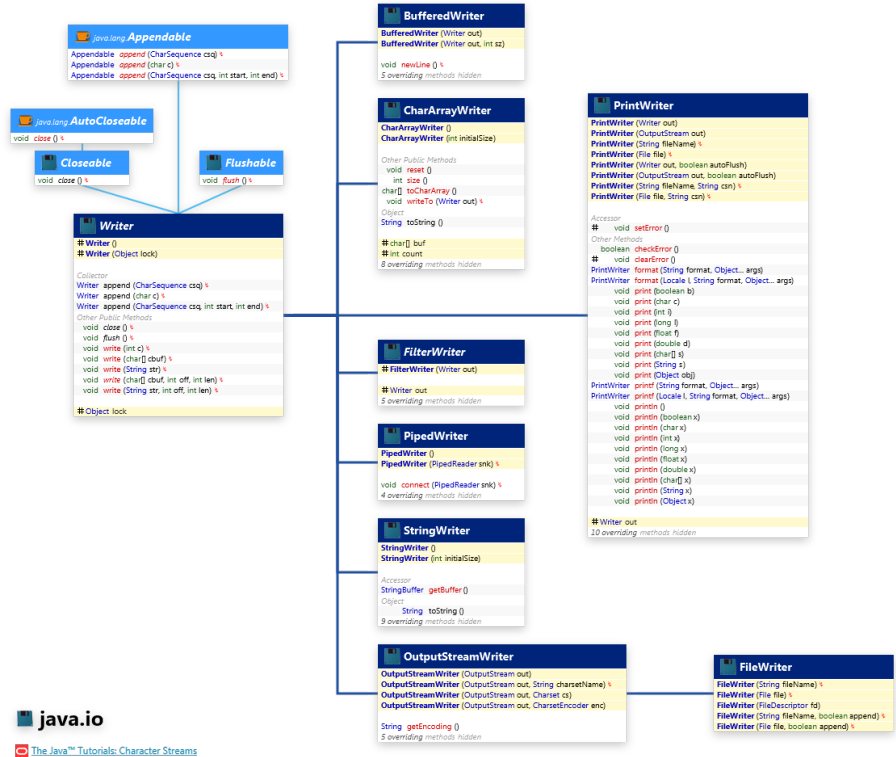 java.lang.Appendable
Appendable append (CharSequence csq)
Appendable append (char c)
Appendable append (CharSequence csq, int start, int end)
java.lang.AutoCloseable
void close ()
Closeable
void close ()
Flushable
void flush ()
Writer
# Writer ()
# Writer (Object lock)
Collector
Writer append (CharSequence csq)
Writer append (char c)
Writer append (CharSequence csq, int start, int end)
Other Public Methods
void close ()
void flush ()
void write (int c)
void write (char[] cbuf)
void write (String str)
void write (char[] cbuf, int off, int len)
void write (String str, int off, int len)
# Object lock
BufferedWriter
BufferedWriter (Writer out)
BufferedWriter (Writer out, int sz)
void newLine ()
5 overriding methods hidden
CharArrayWriter
CharArrayWriter ()
CharArrayWriter (int initialSize)
Other Public Methods
void reset ()
int size ()
char[] toCharArray ()
void writeTo (Writer out)
Object
String toString ()
# char[] buf
# int count
8 overriding methods hidden
FilterWriter
# FilterWriter (Writer out)
# Writer out
5 overriding methods hidden
PipedWriter
PipedWriter ()
PipedWriter (PipedReader snk)
void connect (PipedReader snk)
4 overriding methods hidden
StringWriter
StringWriter ()
StringWriter (int initialSize)
Accessor
StringBuffer getBuffer ()
Object
String toString ()
9 overriding methods hidden
OutputStreamWriter
OutputStreamWriter (OutputStream out)
OutputStreamWriter (OutputStream out, String charsetName)
OutputStreamWriter (OutputStream out, Charset cs)
OutputStreamWriter (OutputStream out, CharsetEncoder enc)
String getEncoding ()
5 overriding methods hidden
PrintWriter
PrintWriter (Writer out)
PrintWriter (OutputStream out)
PrintWriter (String fileName)
PrintWriter (File file)
PrintWriter (Writer out, boolean autoFlush)
PrintWriter (OutputStream out, boolean autoFlush)
PrintWriter (String fileName, String csn)
PrintWriter (File file, String csn)
Accessor
# void setError ()
Other Methods
boolean checkError ()
# void clearError ()
PrintWriter format (String format, Object... args)
PrintWriter format (Locale l, String format, Object... args)
void print (boolean b)
void print (char c)
void print (int i)
void print (long l)
void print (float f)
void print (double d)
void print (char[] s)
void print (String s)
void print (Object obj)
PrintWriter printf (String format, Object... args)
PrintWriter printf (Locale l, String format, Object... args)
void println ()
void println (boolean x)
void println (char x)
void println (int x)
void println (long x)
void println (float x)
void println (double x)
void println (char[] x)
void println (String x)
void println (Object x)
# Writer out
10 overriding methods hidden
FileWriter
FileWriter (String fileName)
FileWriter (File file)
FileWriter (FileDescriptor fd)
FileWriter (String fileName, boolean append)
FileWriter (File file, boolean append)
java.io
The Java™ Tutorials: Character Streams